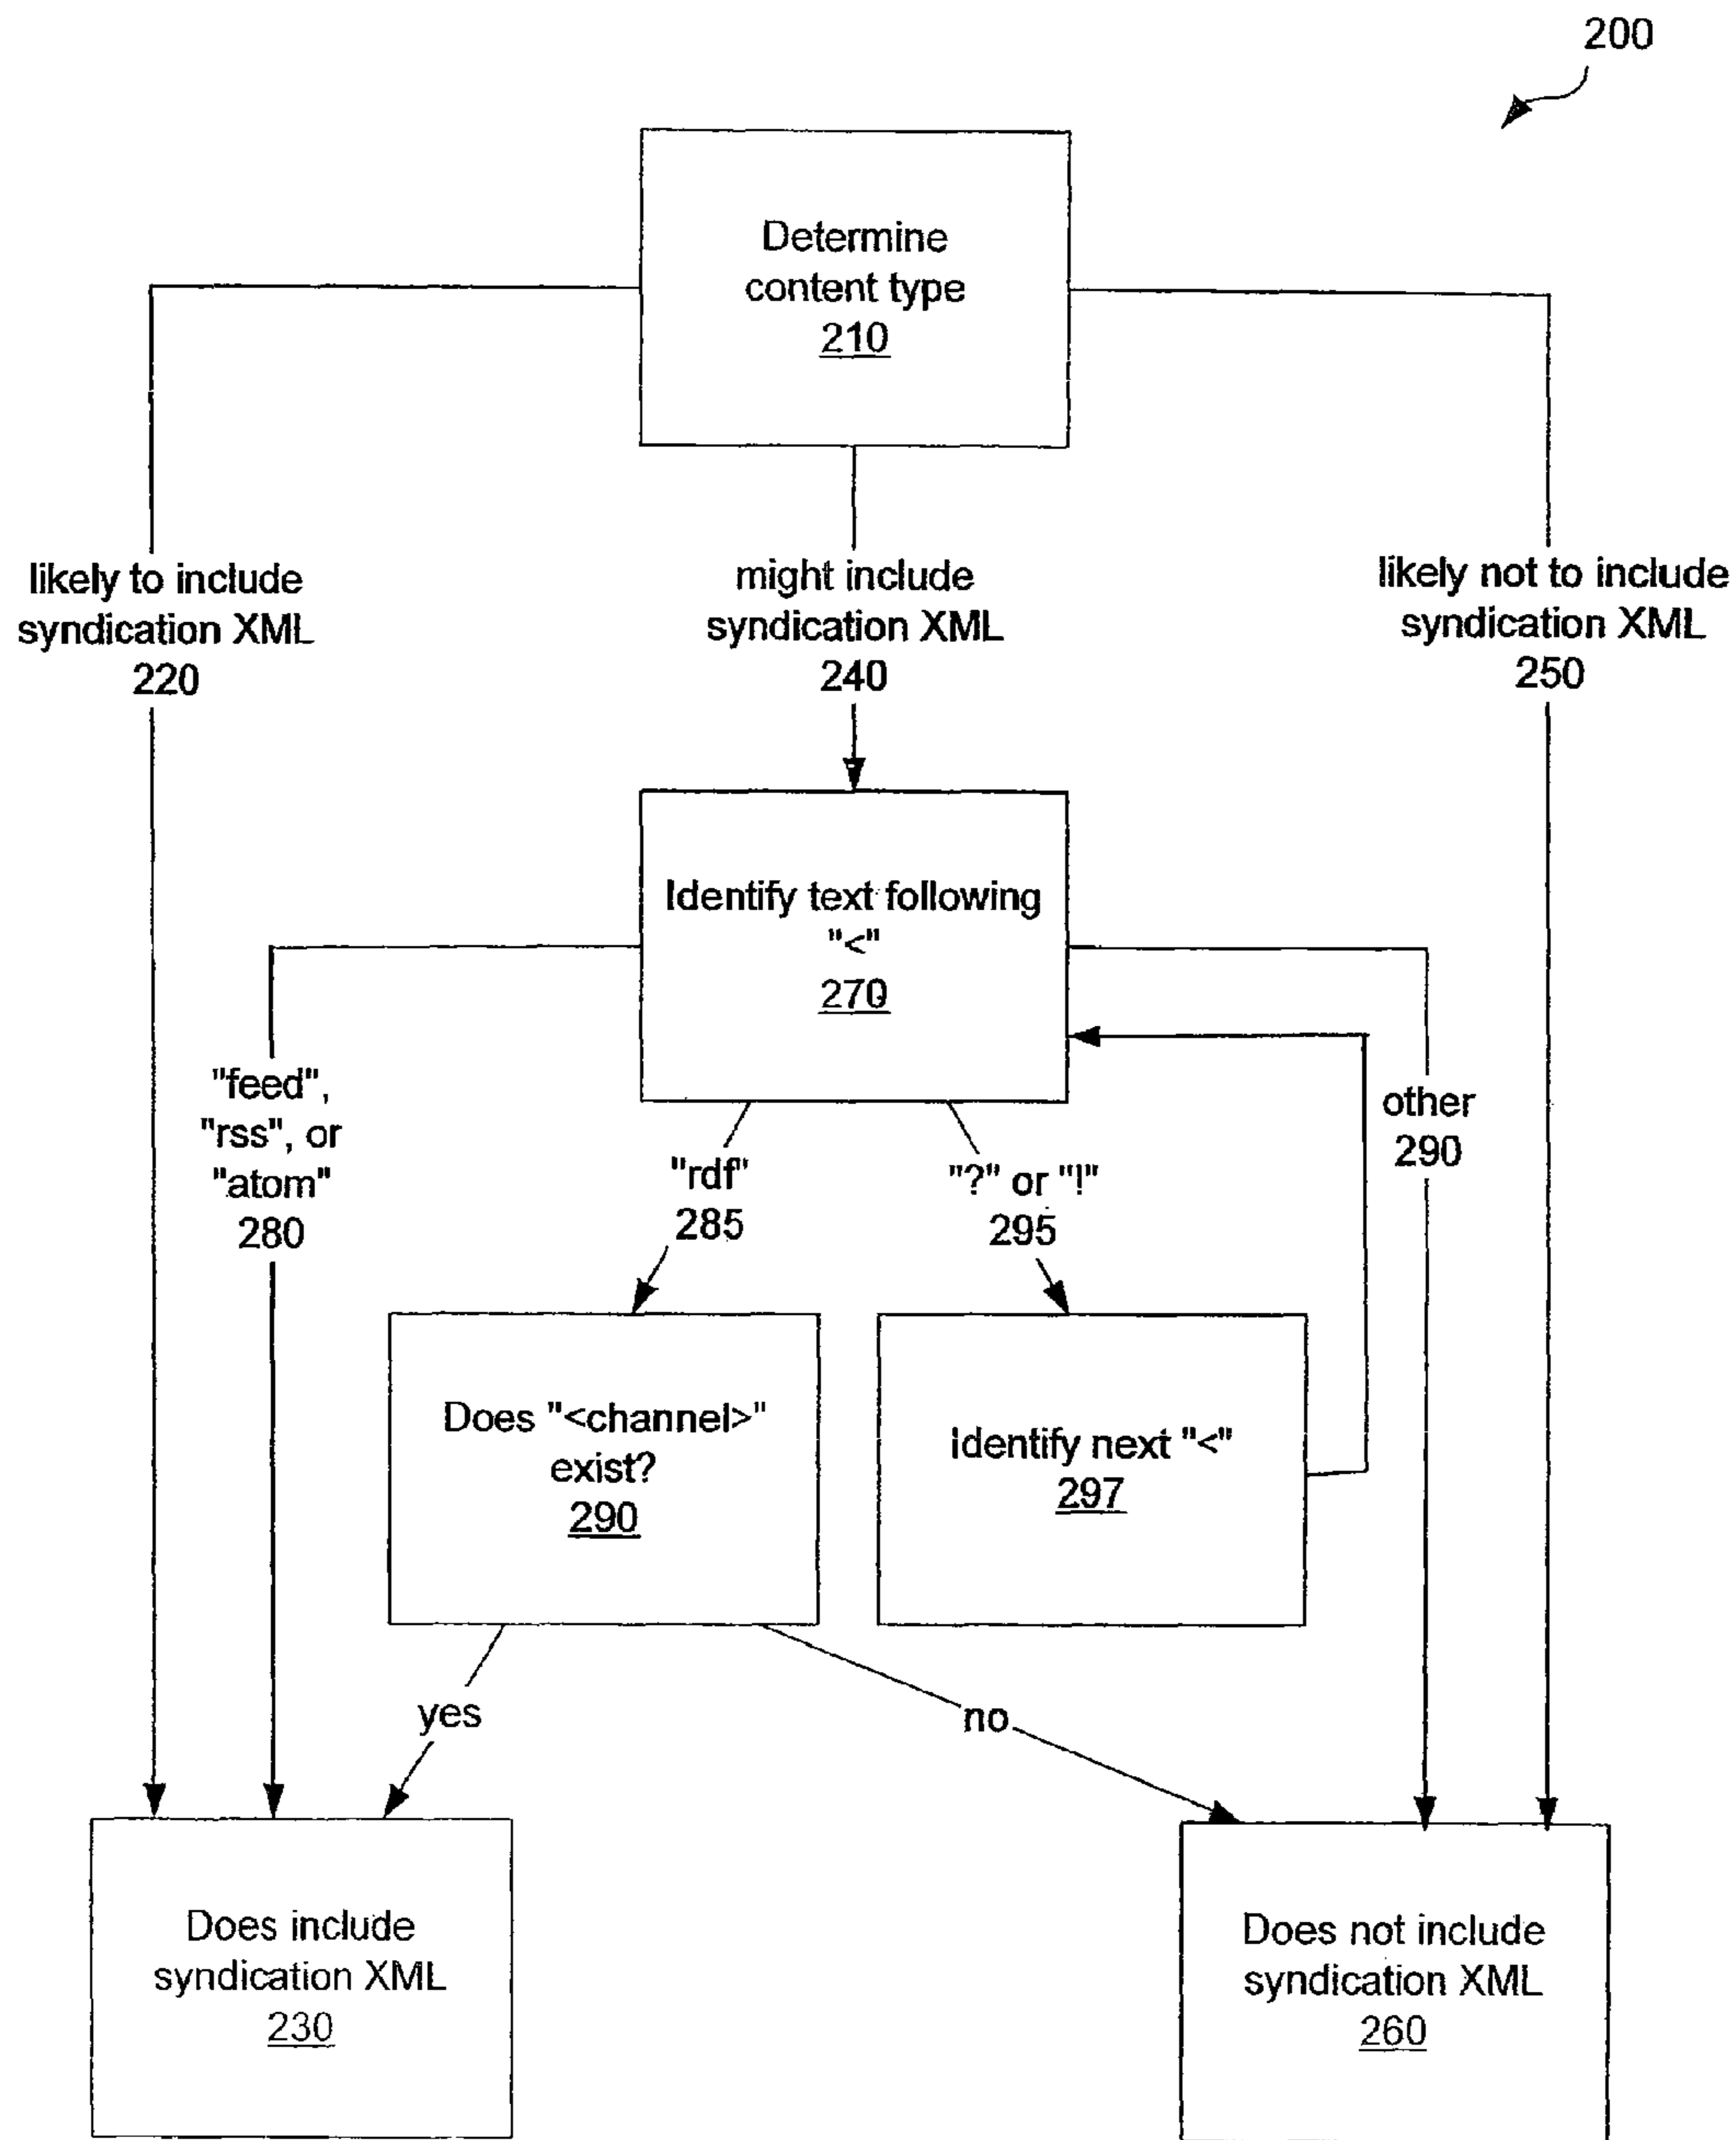 200
Determine
content type
210
likely to include
syndication XML
220
might include
syndication XML
240
likely not to include
syndication XML
250
Identify text following
"<"
270
"feed",
"rss", or
"atom"
280
"rdf"
285
"?" or "!"
295
other
290
Does "<channel>"
exist?
290
Identify next "<"
297
yes
no
Does include
syndication XML
230
Does not include
syndication XML
260